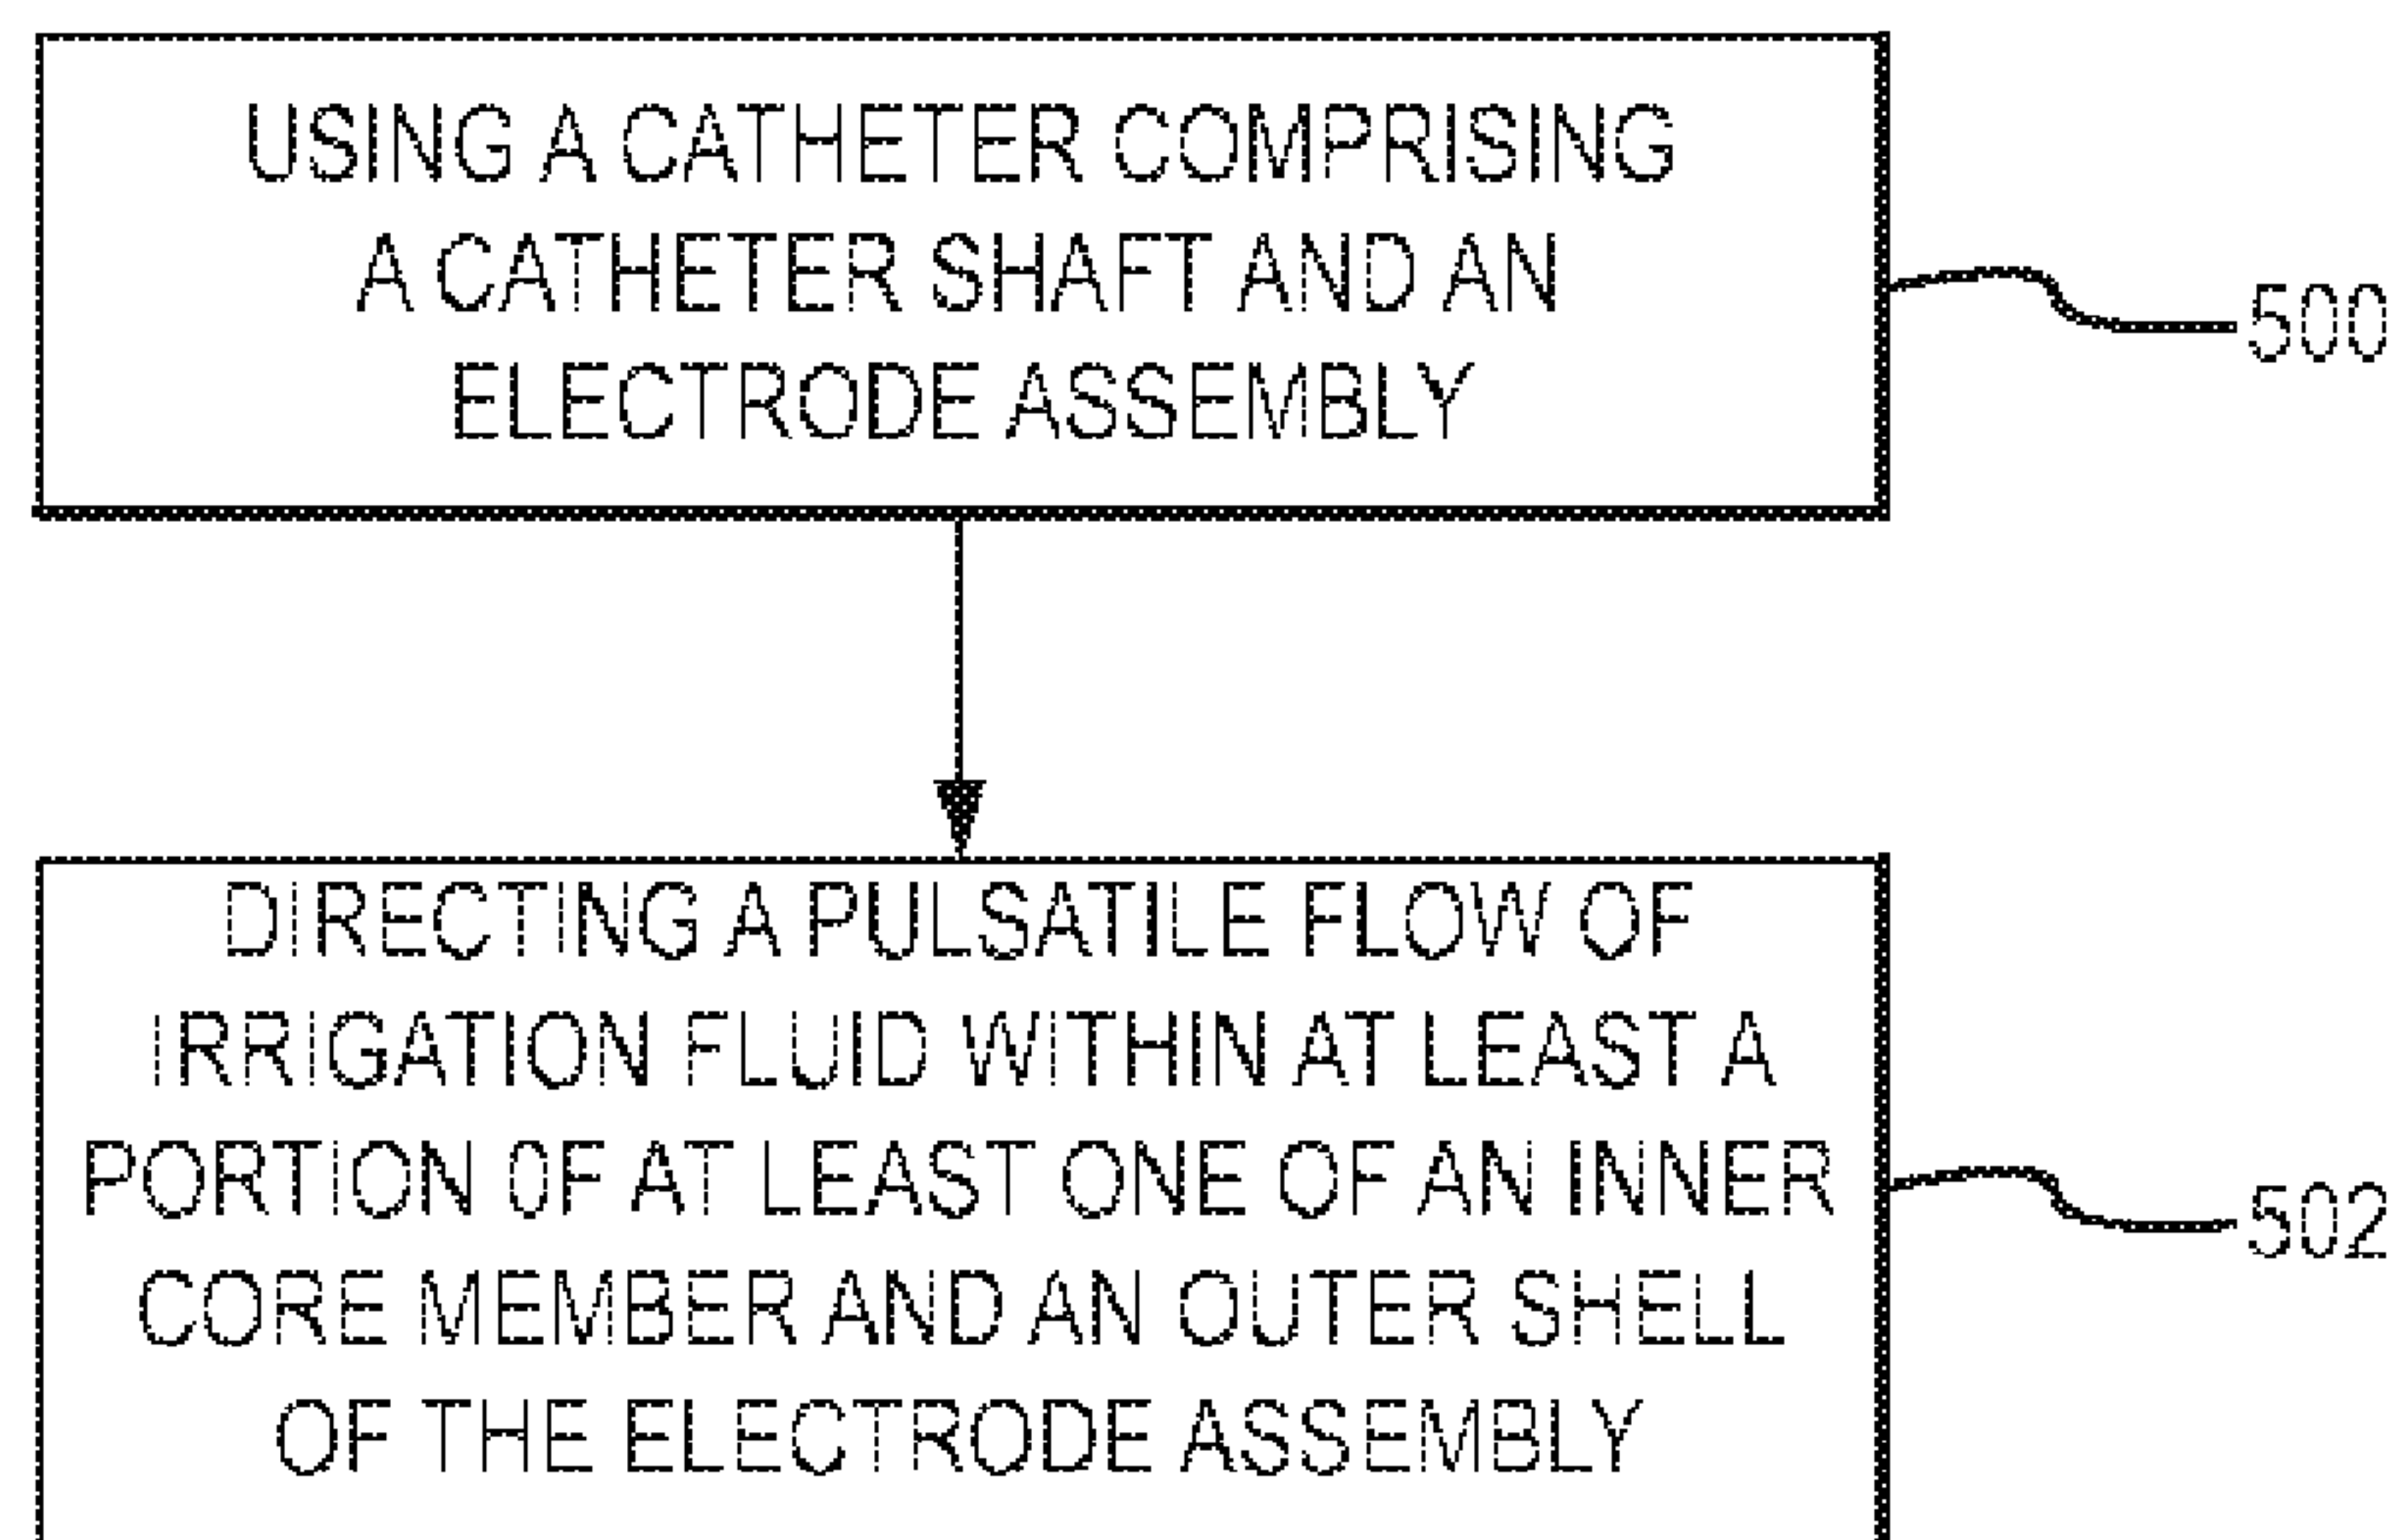 USING A CATHETER COMPRISING
A CATHETER SHAFT AND AN
ELECTRODE ASSEMBLY
500
DIRECTING A PULSATILE FLOW OF
IRRIGATION FLUID WITHIN AT LEAST A
PORTION OF AT LEAST ONE OF AN INNER
CORE MEMBER AND AN OUTER SHELL
OF THE ELECTRODE ASSEMBLY
502